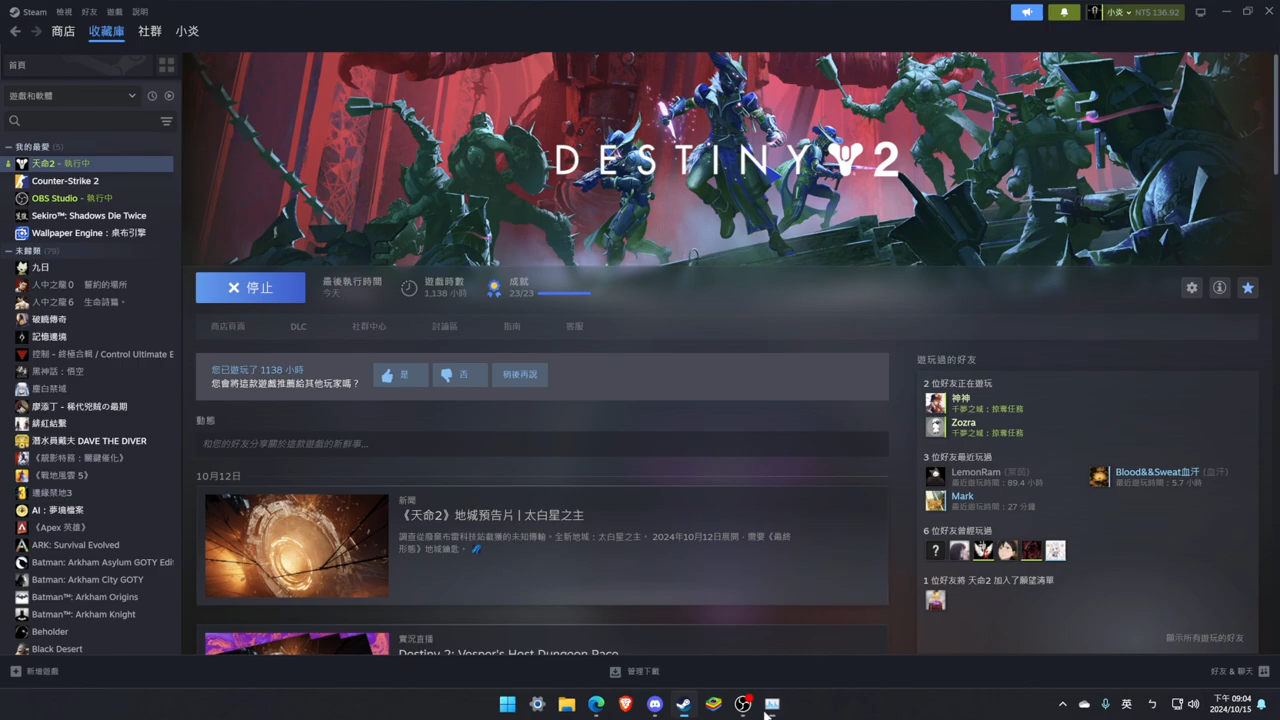 Steam 檢視 好友 遊戲 說明
小炎 NT$ 136.92
商店 收藏庫 社群 小炎
首頁
遊戲和軟體
DESTINY 2
我的最愛 (5)
天命2 - 執行中
Counter-Strike 2
OBS Studio - 執行中
Sekiro™: Shadows Die Twice
Wallpaper Engine：桌布引擎
未歸類 (79)
九日
人中之龍０ 誓約的場所
人中之龍６ 生命詩篇。
破曉傳奇
記憶邊境
控制 - 終極合輯 / Control Ultimate E
黑神話：悟空
塵白禁域
廖添丁 - 稀代兇賊の最期
緋紅結繫
潛水員戴夫 DAVE THE DIVER
《靚影特務：關鍵催化》
《戰地風雲 5》
邊緣禁地3
AI：夢境檔案
《Apex 英雄》
ARK: Survival Evolved
Batman: Arkham Asylum GOTY Edi
Batman: Arkham City GOTY
Batman™: Arkham Origins
Batman™: Arkham Knight
Beholder
Black Desert
停止
最後執行時間
今天
遊戲時數
1,138 小時
成就
23/23
商店頁面 DLC 社群中心 討論區 指南 客服
您已遊玩了 1138 小時
您會將這款遊戲推薦給其他玩家嗎？
是 否 稍後再說
動態
和您的好友分享關於這款遊戲的新鮮事...
10月12日
新聞
《天命2》地城預告片 | 太白星之主
調查從廢棄布雷科技站截獲的未知傳輸。全新地城：太白星之主。 2024年10月12日展開，需要《最終
形態》地城鑰匙。
實況直播
Destiny 2: Vesper's Host Dungeon Race
遊玩過的好友
2 位好友正在遊玩
神神
千夢之城：掠奪任務
Zozra
千夢之城：掠奪任務
3 位好友最近玩過
LemonRam (萊茵)
最近遊玩時間：89.4 小時
Blood&&Sweat血汗 (血汗)
最近遊玩時間：5.7 小時
Mark
最近遊玩時間：27 分鐘
6 位好友曾經玩過
1 位好友將 天命2 加入了願望清單
顯示所有遊玩的好友
新增遊戲
管理下載
好友 & 聊天
英
下午 09:04
2024/10/15